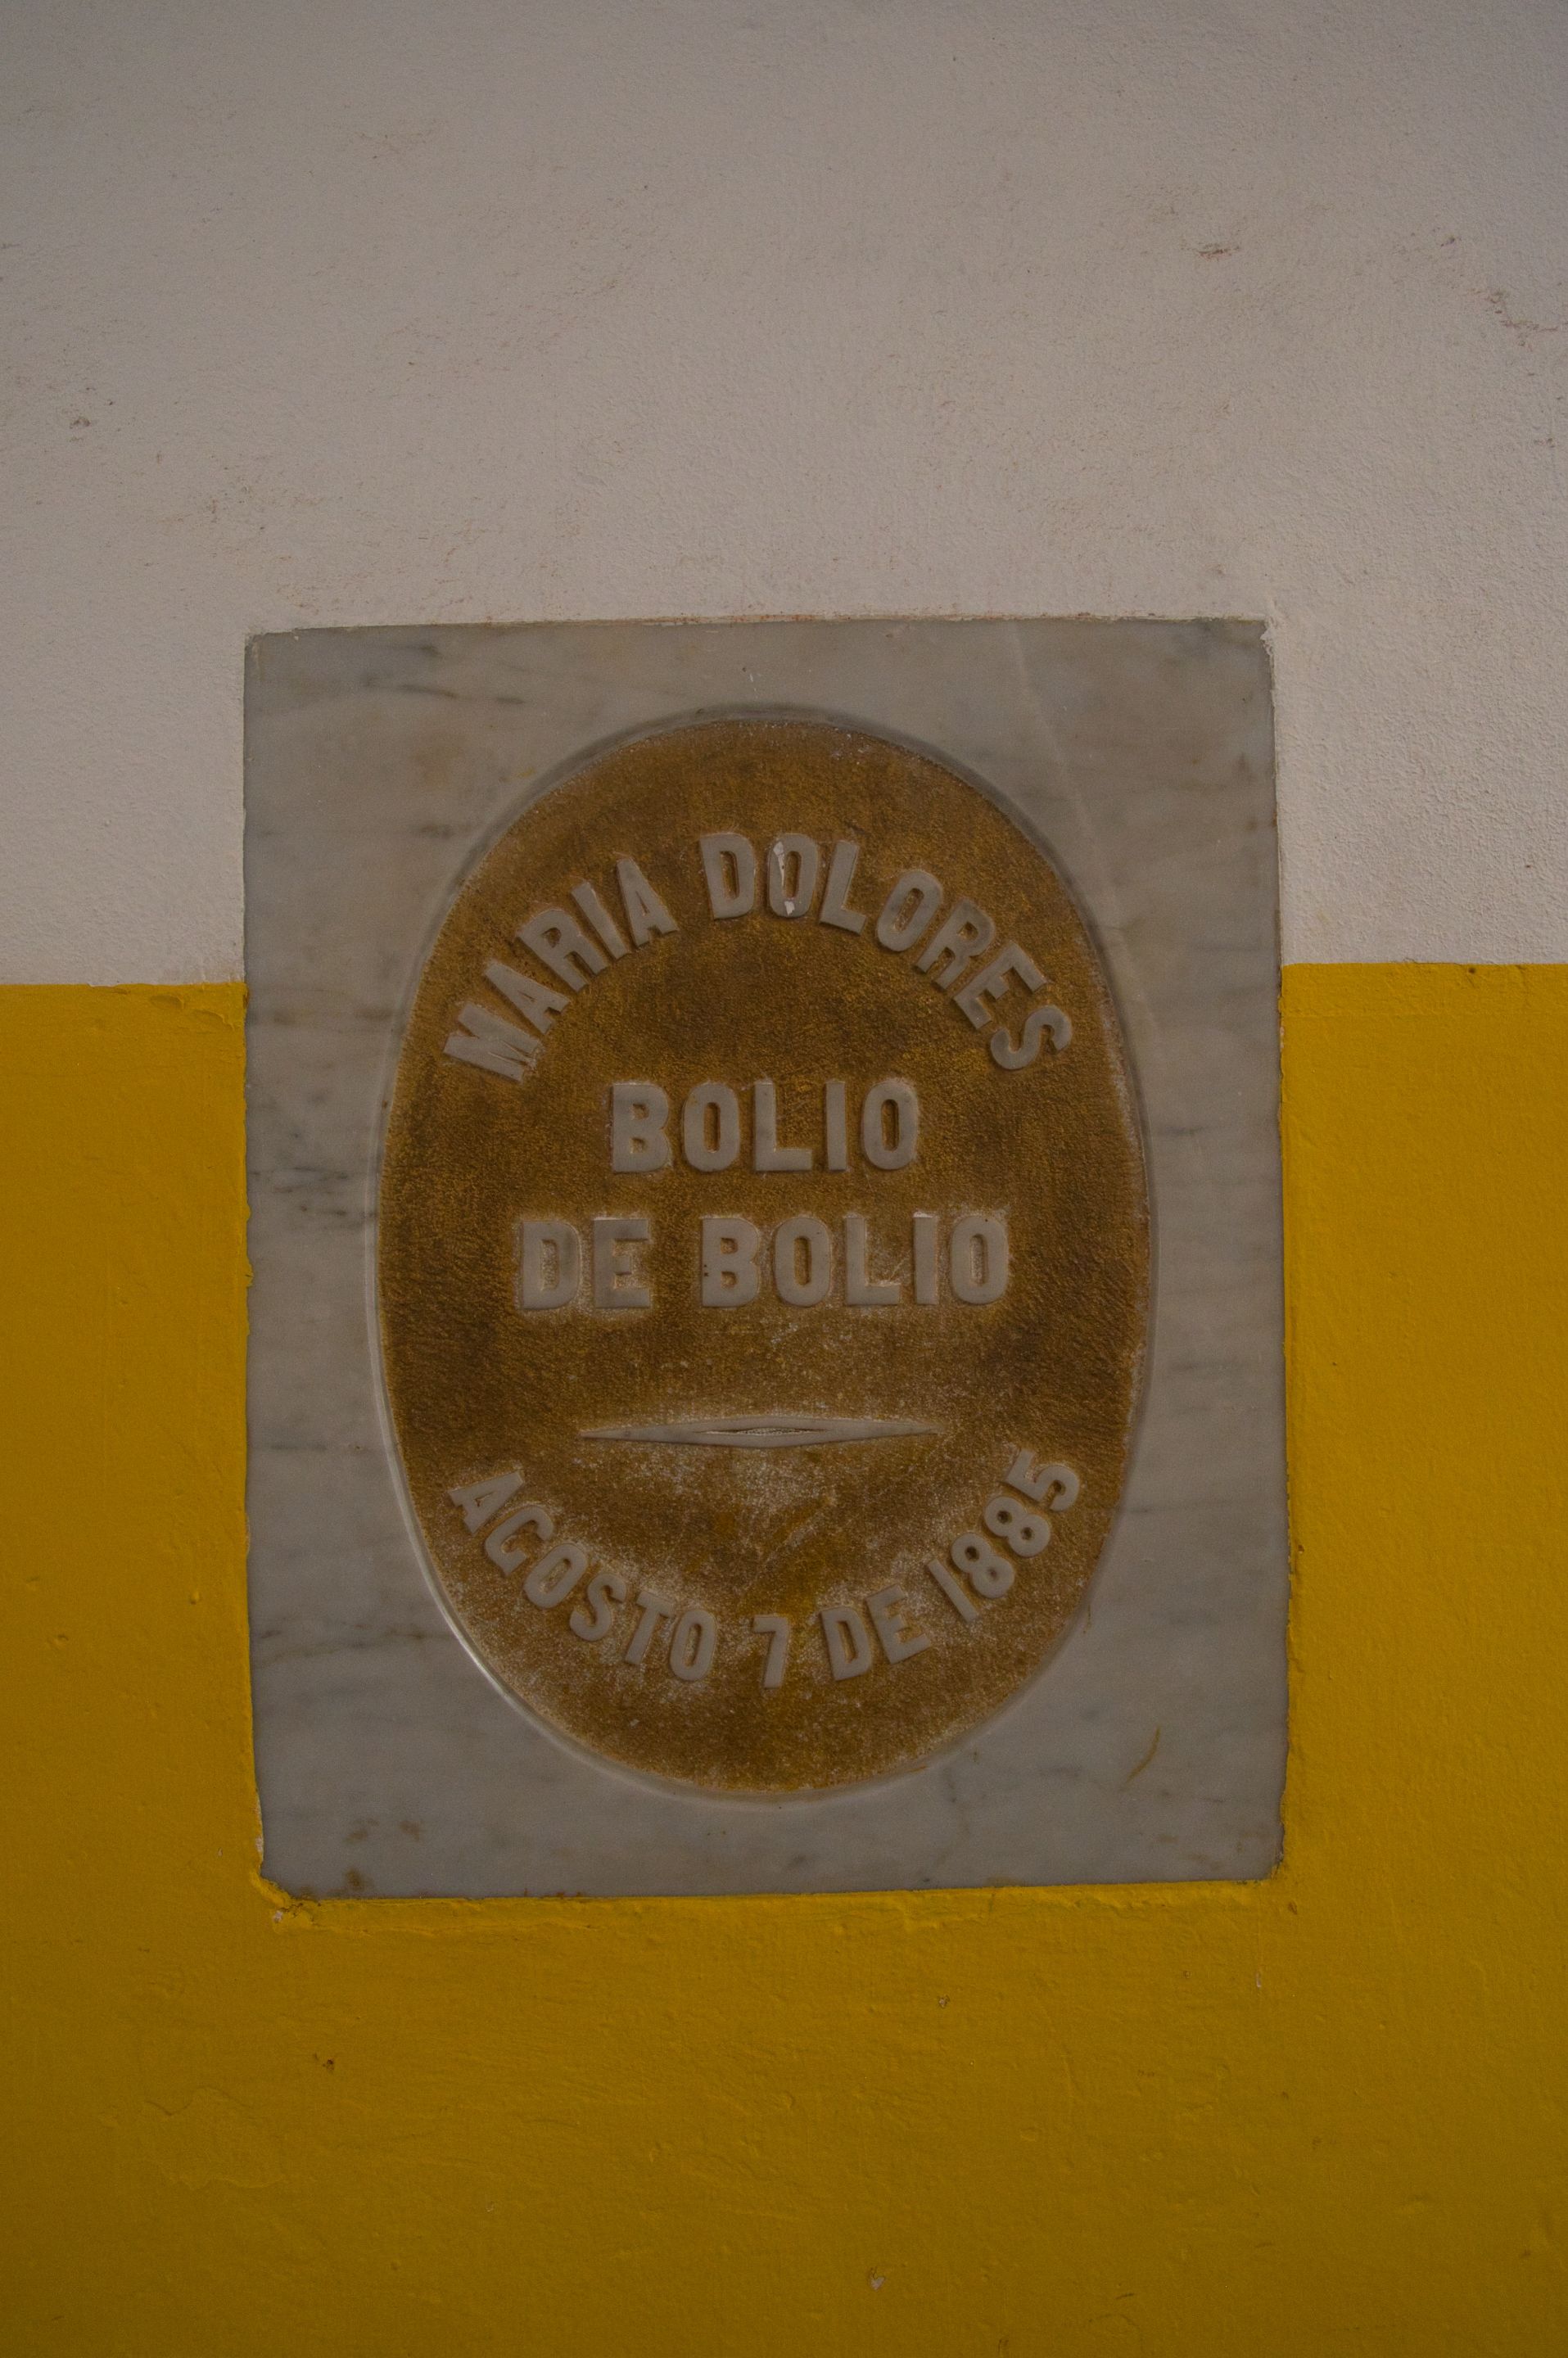 MARIA DOLORES
BOLIO
DE BOLIO
AGOSTO 7 DE 1885